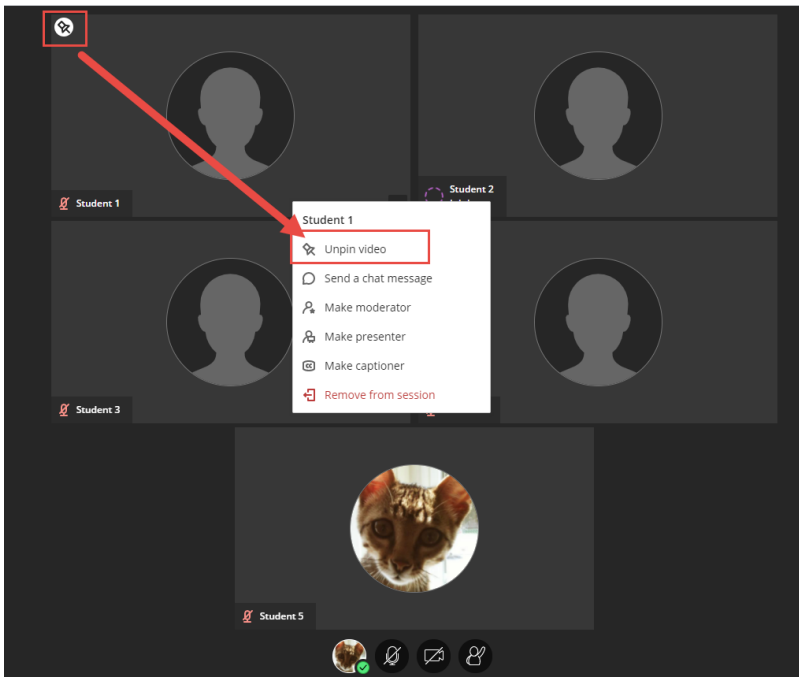 Student 1
Student 2
Student 1
Unpin video
Send a chat message
Make moderator
Make presenter
Make captioner
Remove from session
Student 3
Student 5